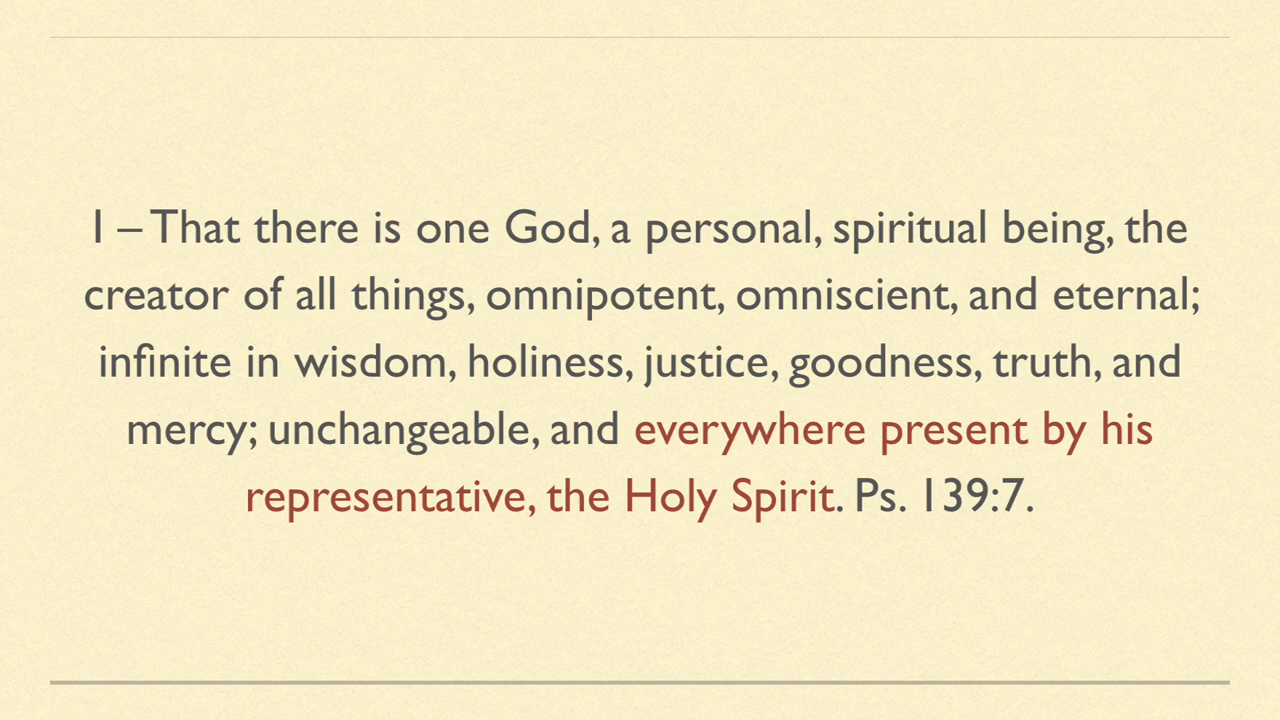 I – That there is one God, a personal, spiritual being, the
creator of all things, omnipotent, omniscient, and eternal;
infinite in wisdom, holiness, justice, goodness, truth, and
mercy; unchangeable, and everywhere present by his
representative, the Holy Spirit. Ps. 139:7.